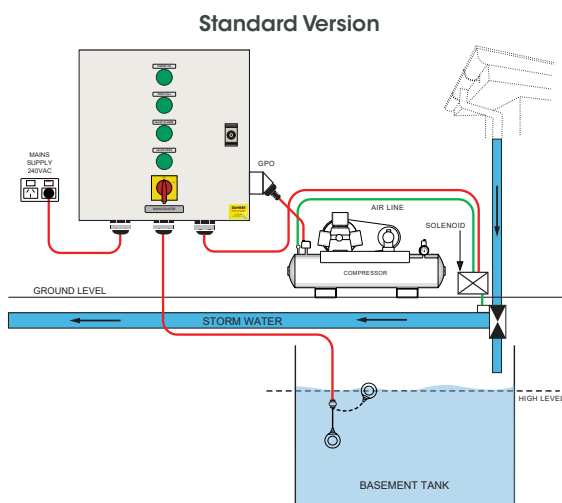 Standard Version
MAINS
SUPPLY
240VAC
GPO
AIR LINE
SOLENOID
COMPRESSOR
GROUND LEVEL
STORM WATER
HIGH LEVEL
BASEMENT TANK